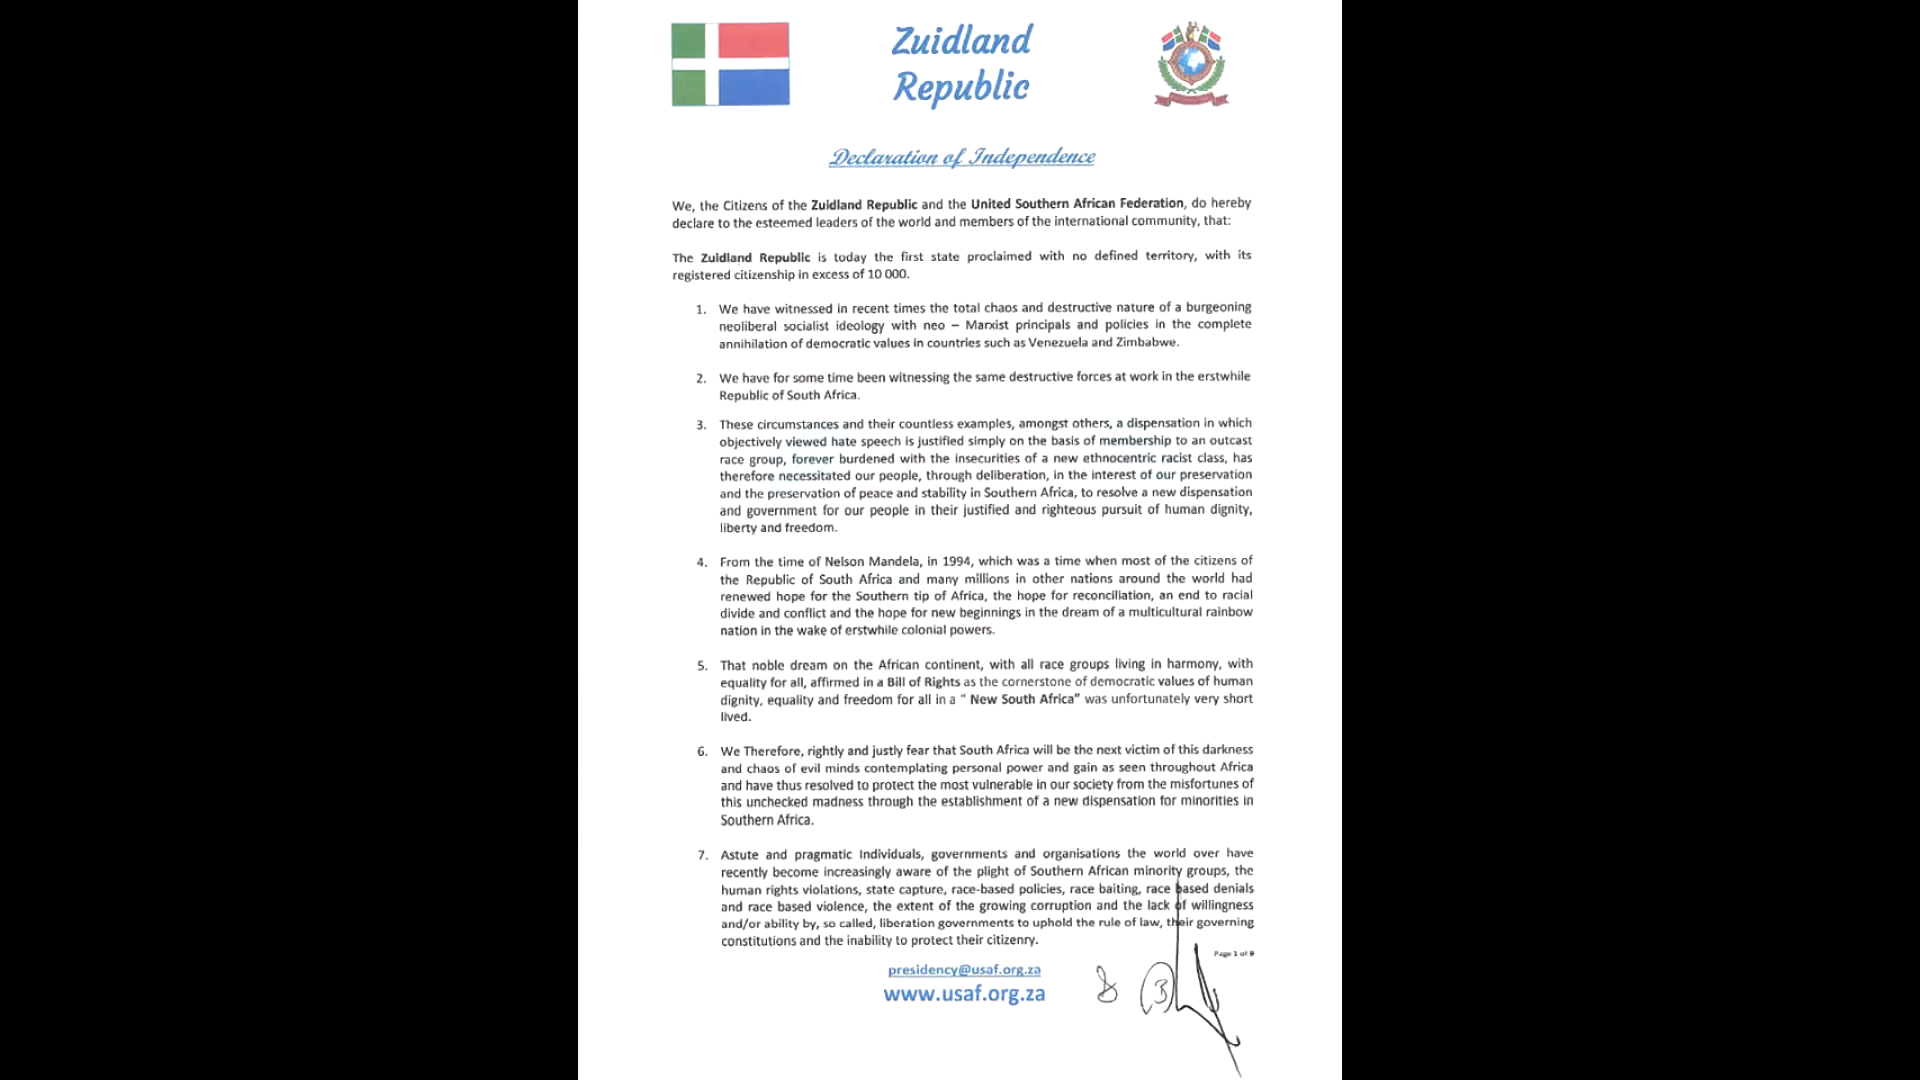 Zuidland
Republic
Declaration of Independence
We, the Citizens of the Zuidland Republic and the United Southern African Federation, do hereby
declare to the esteemed leaders of the world and members of the international community, that:
The Zuidland Republic is today the first state proclaimed with no defined territory, with its
registered citizenship in excess of 10 000.
1. We have witnessed in recent times the total chaos and destructive nature of a burgeoning
neoliberal socialist ideology with neo – Marxist principals and policies in the complete
annihilation of democratic values in countries such as Venezuela and Zimbabwe.
2. We have for some time been witnessing the same destructive forces at work in the erstwhile
Republic of South Africa.
3. These circumstances and their countless examples, amongst others, a dispensation in which
objectively viewed hate speech is justified simply on the basis of membership to an outcast
race group, forever burdened with the insecurities of a new ethnocentric racist class, has
therefore necessitated our people, through deliberation, in the interest of our preservation
and the preservation of peace and stability in Southern Africa, to resolve a new dispensation
and government for our people in their justified and righteous pursuit of human dignity,
liberty and freedom.
4. From the time of Nelson Mandela, in 1994, which was a time when most of the citizens of
the Republic of South Africa and many millions in other nations around the world had
renewed hope for the Southern tip of Africa, the hope for reconciliation, an end to racial
divide and conflict and the hope for new beginnings in the dream of a multicultural rainbow
nation in the wake of erstwhile colonial powers.
5. That noble dream on the African continent, with all race groups living in harmony, with
equality for all, affirmed in a Bill of Rights as the cornerstone of democratic values of human
dignity, equality and freedom for all in a " New South Africa" was unfortunately very short
lived.
6. We Therefore, rightly and justly fear that South Africa will be the next victim of this darkness
and chaos of evil minds contemplating personal power and gain as seen throughout Africa
and have thus resolved to protect the most vulnerable in our society from the misfortunes of
this unchecked madness through the establishment of a new dispensation for minorities in
Southern Africa.
7. Astute and pragmatic Individuals, governments and organisations the world over have
recently become increasingly aware of the plight of Southern African minority groups, the
human rights violations, state capture, race-based policies, race baiting, race based denials
and race based violence, the extent of the growing corruption and the lack of willingness
and/or ability by, so called, liberation governments to uphold the rule of law, their governing
constitutions and the inability to protect their citizenry.
Page 1 of 9
presidency@usaf.org.za
www.usaf.org.za